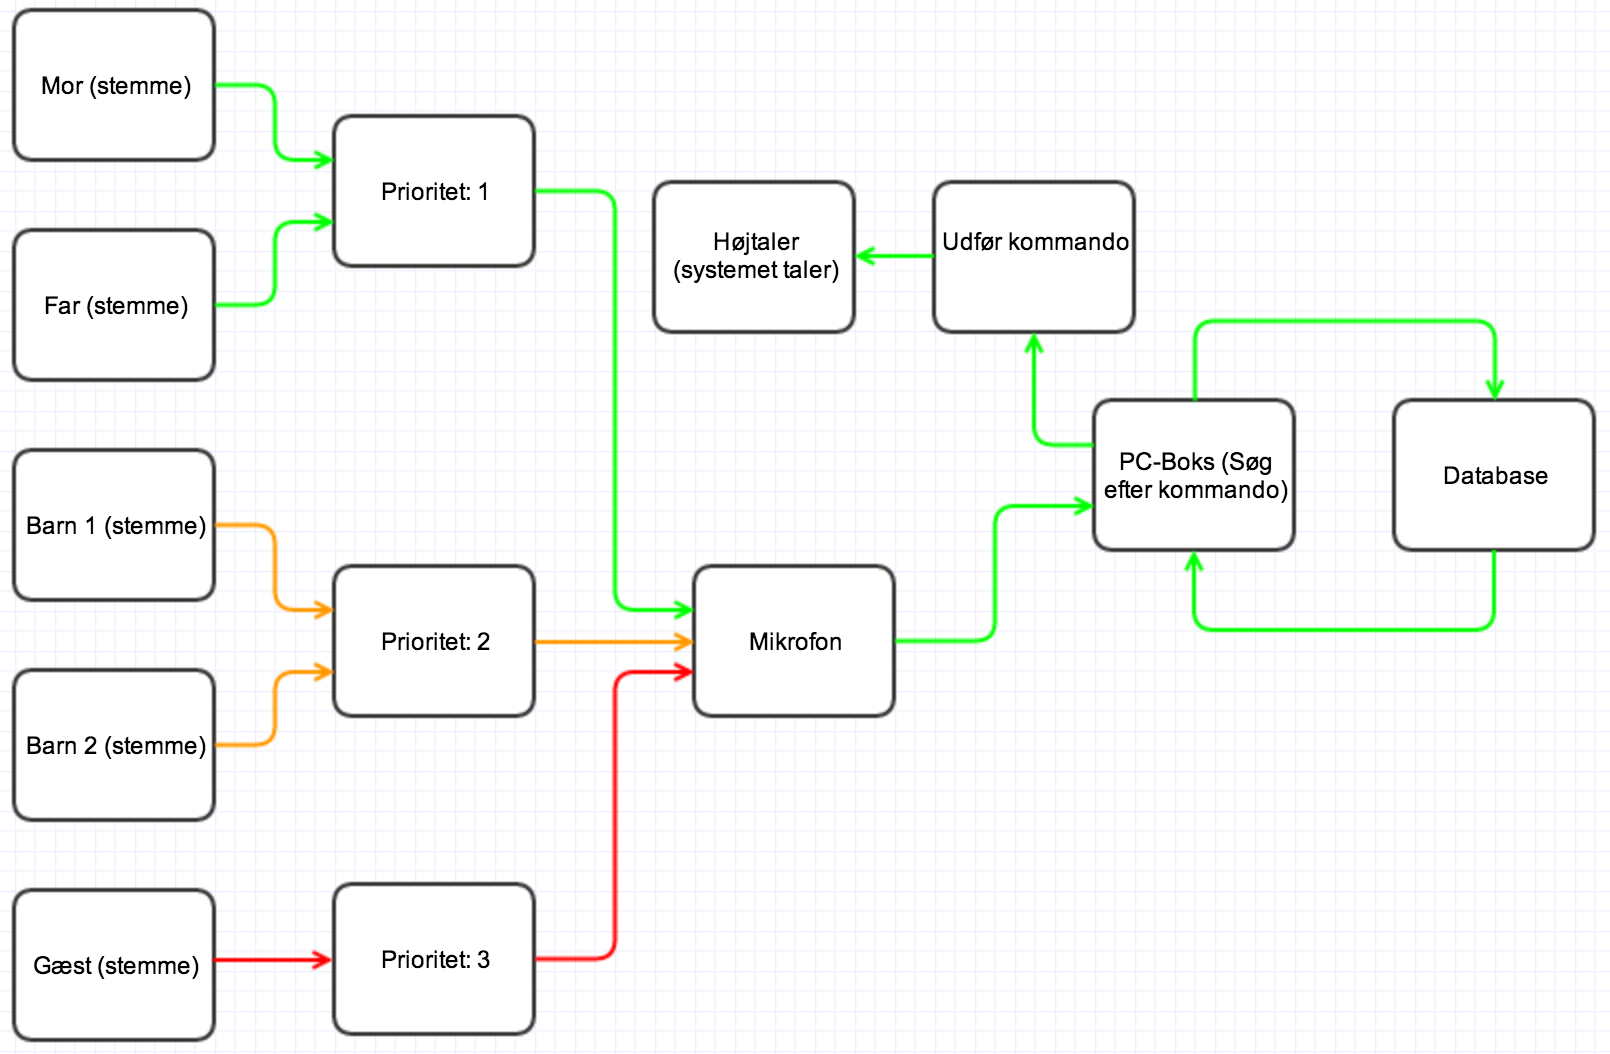 Mor (stemme)
Prioritet: 1
Far (stemme)
Højtaler
(systemet taler)
Udfør kommando
PC-Boks (Søg
efter kommando)
Database
Barn 1 (stemme)
Prioritet: 2
Mikrofon
Barn 2 (stemme)
Gæst (stemme)
Prioritet: 3